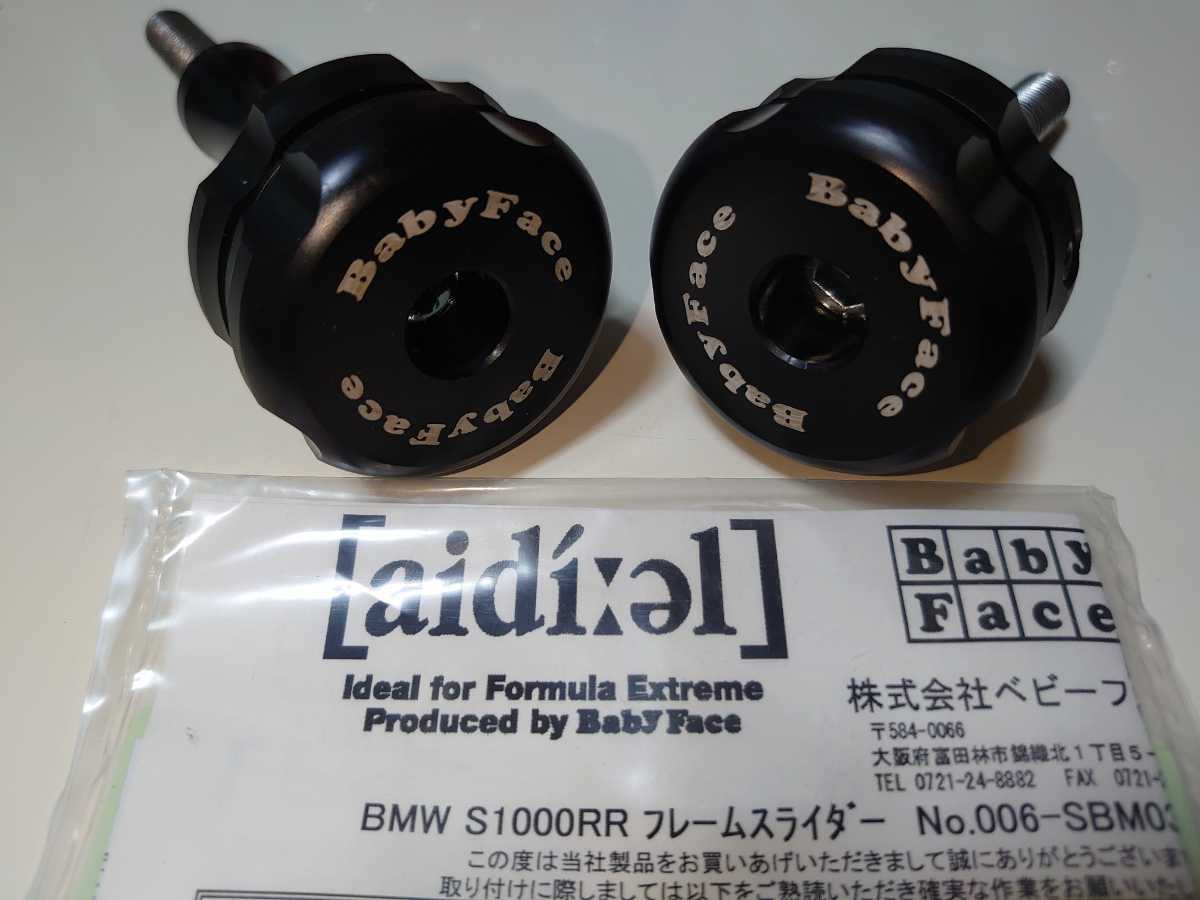 BabyFace
BabyFace
BabyFace
BabyFace
[aidí:əl]
Baby
Face
Ideal for Formula Extreme
Produced by BabyFace
株式会社ベビーフ
〒584-0066
大阪府富田林市錦織北1丁目5-
TEL 0721-24-8882 FAX 0721-
BMW S1000RR フレームスライダー No.006-SBM03
この度は当社製品をお買いあげいただきまして誠にありがとうございま
取り付けに際しましては以下をご熟読いただき確実な作業をお願いいた